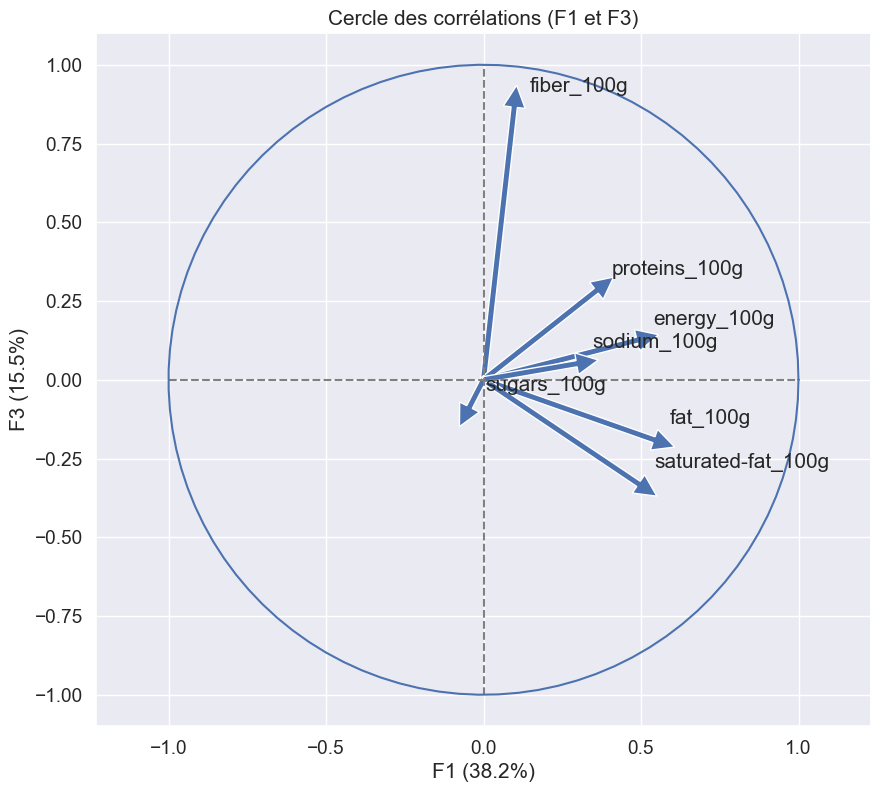 Cercle des corrélations (F1 et F3)
1.00
fiber_100g
0.75
0.50
proteins_100g
0.25
energy_100g
sodium_100g
0.00
sugars_100g
fat_100g
−0.25
saturated-fat_100g
−0.50
−0.75
−1.00
F3 (15.5%)
−1.0 −0.5 0.0 0.5 1.0
F1 (38.2%)